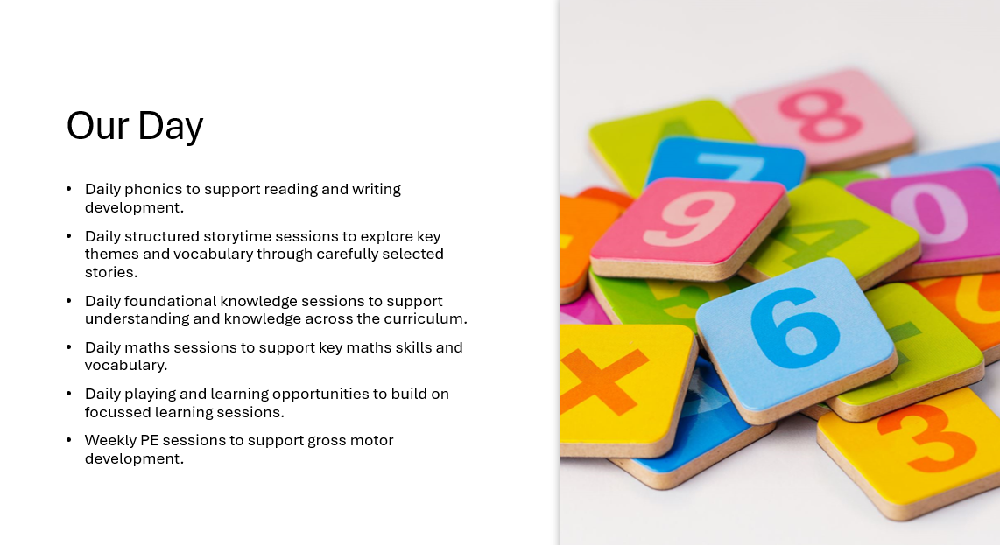 Our Day
• Daily phonics to support reading and writing
development.
• Daily structured storytime sessions to explore key
themes and vocabulary through carefully selected
stories.
• Daily foundational knowledge sessions to support
understanding and knowledge across the curriculum.
• Daily maths sessions to support key maths skills and
vocabulary.
• Daily playing and learning opportunities to build on
focussed learning sessions.
• Weekly PE sessions to support gross motor
development.
8
7
9
4
0
6
×
3